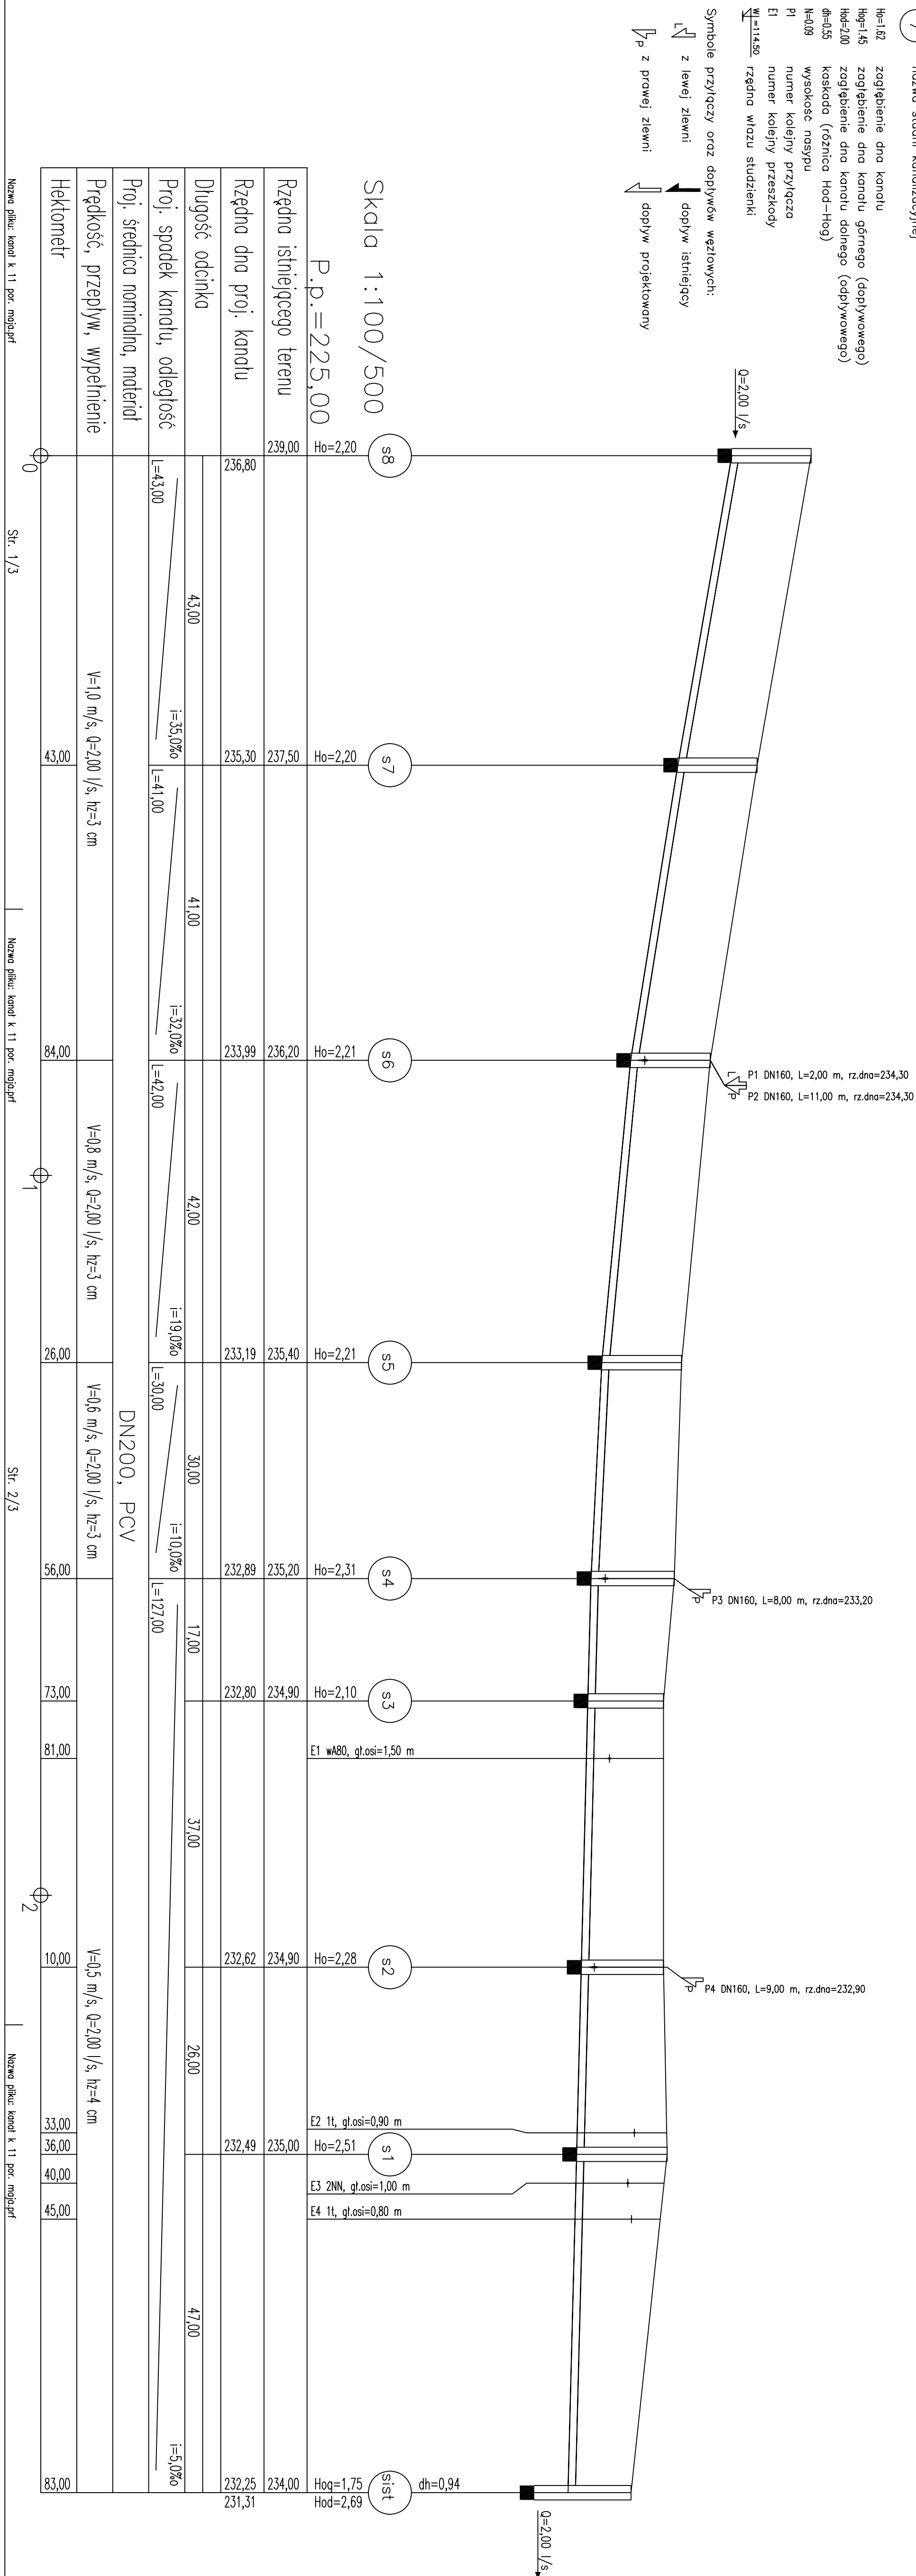 7 nazwa studni kanalizacyjnej
Ho=1.62 zagłębienie dna kanału
Hog=1.45 zagłębienie dna kanału górnego (dopływowego)
Hod=2.00 zagłębienie dna kanału dolnego (odpływowego)
dh=0.55 kaskada (różnica Hod-Hog)
N=0.09 wysokość nasypu
P1 numer kolejny przyłącza
E1 numer kolejny przeszkody
Wł=114.50 rzędna włazu studzienki
Symbole przyłączy oraz dopływów węzłowych:
L z lewej zlewni dopływ istniejący
P z prawej zlewni dopływ projektowany
Q=2,00 l/s
P1 DN160, L=2,00 m, rz.dna=234,30
L
P P2 DN160, L=11,00 m, rz.dna=234,30
P P3 DN160, L=8,00 m, rz.dna=233,20
P P4 DN160, L=9,00 m, rz.dna=232,90
Q=2,00 l/s
Skala 1:100/500
P.p.=225,00
s8 s7 s6 s5 s4 s3 s2 s1 sist dh=0,94
Ho=2,20 Ho=2,20 Ho=2,21 Ho=2,21 Ho=2,31 Ho=2,10 Ho=2,28 Ho=2,51 Hog=1,75
Hod=2,69
E1 wA80, gł.osi=1,50 m
E2 1t, gł.osi=0,90 m
E3 2NN, gł.osi=1,00 m
E4 1t, gł.osi=0,80 m
Rzędna istniejącego terenu 239,00 237,50 236,20 235,40 235,20 234,90 234,90 235,00 234,00
Rzędna dna proj. kanału 236,80 235,30 233,99 233,19 232,89 232,80 232,62 232,49 232,25
231,31
Długość odcinka 43,00 41,00 42,00 30,00 17,00 37,00 26,00 47,00
Proj. spadek kanału, odległość L=43,00 i=35,0%o L=41,00 i=32,0%o L=42,00 i=19,0%o L=30,00 i=10,0%o L=127,00 i=5,0%o
Proj. średnica nominalna, materiał DN200, PCV
Prędkość, przepływ, wypełnienie V=1,0 m/s, Q=2,00 l/s, hz=3 cm V=0,8 m/s, Q=2,00 l/s, hz=3 cm V=0,6 m/s, Q=2,00 l/s, hz=3 cm V=0,5 m/s, Q=2,00 l/s, hz=4 cm
Hektometr 43,00 84,00 26,00 56,00 73,00 81,00 10,00 33,00 36,00 40,00 45,00 83,00
0 1 2
Nazwa pliku: kanał k 11 por. maja.prf Str. 1/3 Nazwa pliku: kanał k 11 por. maja.prf Str. 2/3 Nazwa pliku: kanał k 11 por. maja.prf